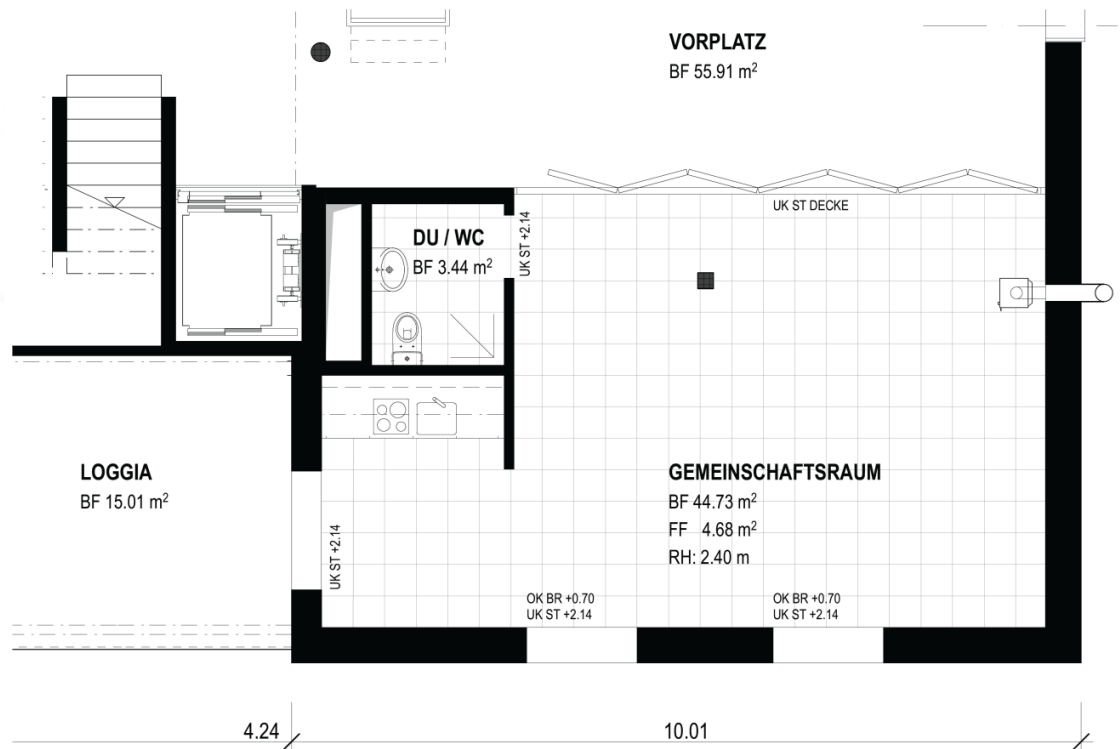 VORPLATZ
BF 55.91 m²
UK ST DECKE
DU / WC
BF 3.44 m²
UK ST +2.14
LOGGIA
BF 15.01 m²
UK ST +2.14
GEMEINSCHAFTSRAUM
BF 44.73 m²
FF 4.68 m²
RH: 2.40 m
OK BR +0.70
UK ST +2.14
OK BR +0.70
UK ST +2.14
4.24
10.01